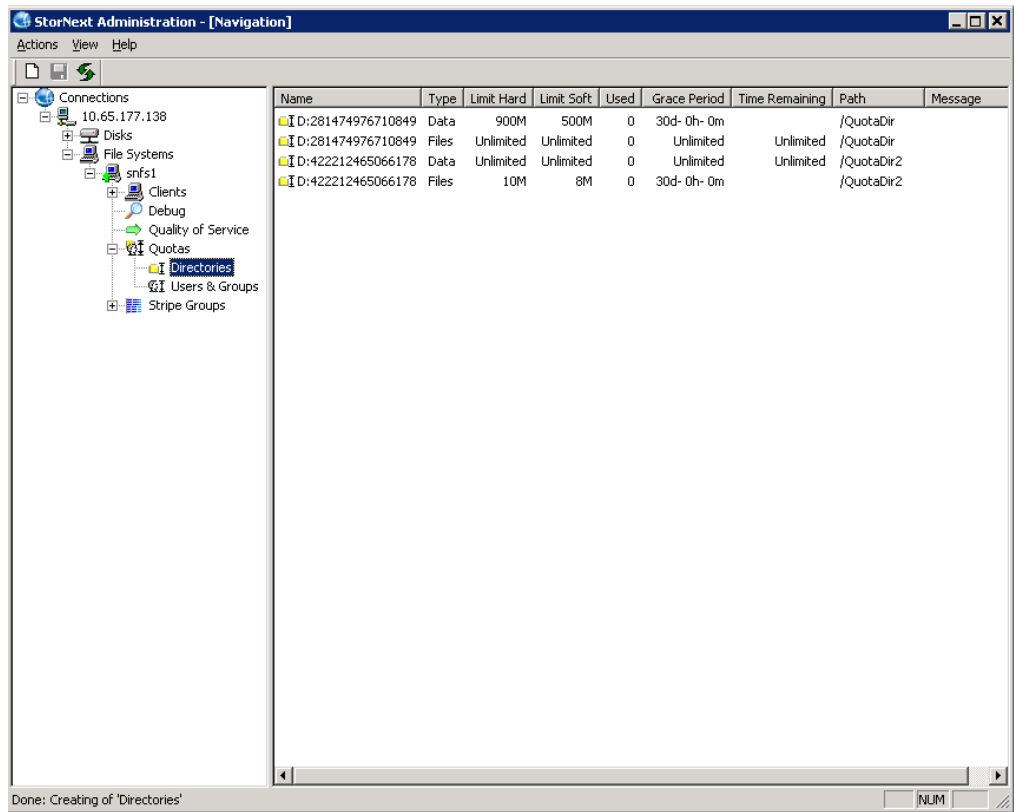 StorNext Administration - [Navigation]
Actions View Help
Connections
10.65.177.138
Disks
File Systems
snfs1
Clients
Debug
Quality of Service
Quotas
Directories
Users & Groups
Stripe Groups
Name Type Limit Hard Limit Soft Used Grace Period Time Remaining Path Message
D:281474976710849 Data 900M 500M 0 30d- 0h- 0m /QuotaDir
D:281474976710849 Files Unlimited Unlimited 0 Unlimited Unlimited /QuotaDir
D:422212465066178 Data Unlimited Unlimited 0 Unlimited Unlimited /QuotaDir2
D:422212465066178 Files 10M 8M 0 30d- 0h- 0m /QuotaDir2
Done: Creating of 'Directories'
NUM